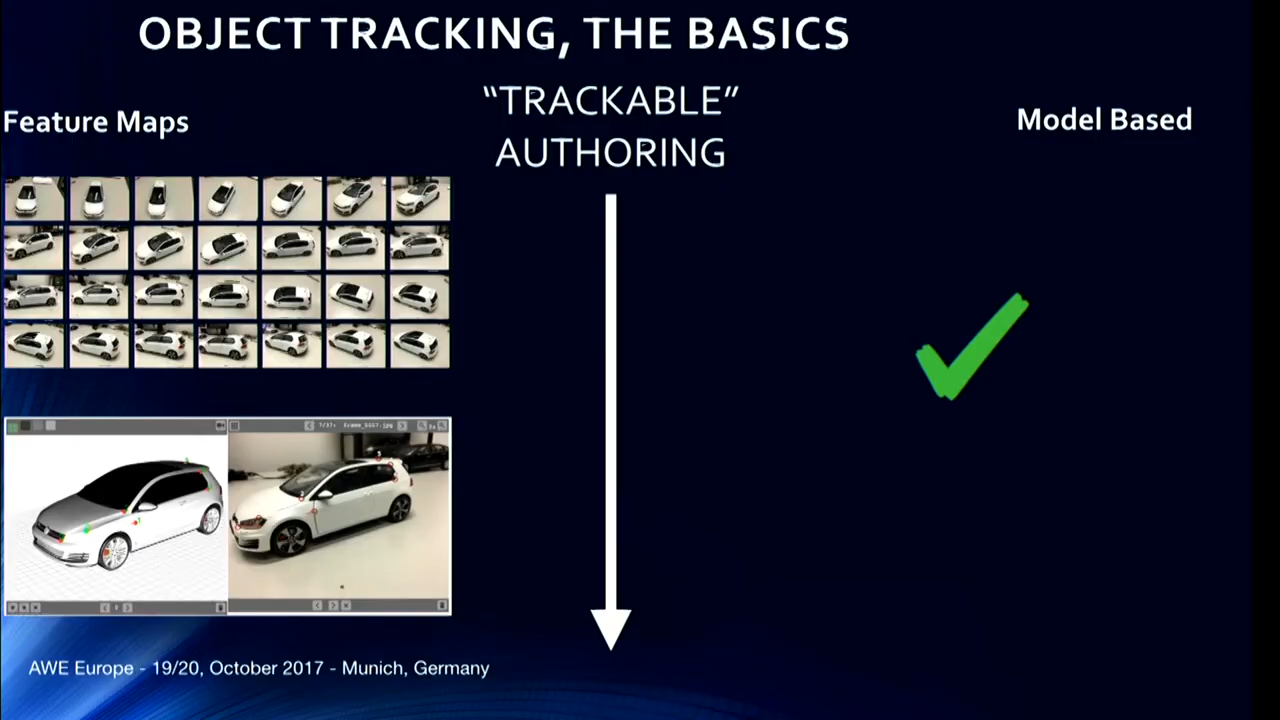 OBJECT TRACKING, THE BASICS
“TRACKABLE”
AUTHORING
Feature Maps
Model Based
AWE Europe - 19/20, October 2017 - Munich, Germany